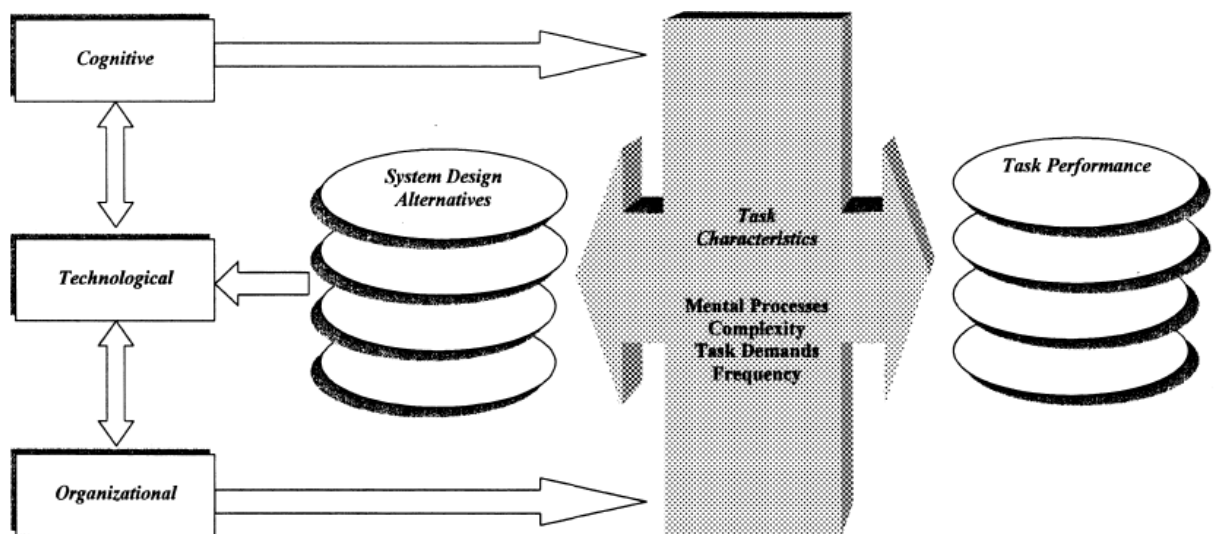 Cognitive
System Design
Alternatives
Task Performance
Task
Characteristics
Technological
Mental Processes
Complexity
Task Demands
Frequency
Organizational